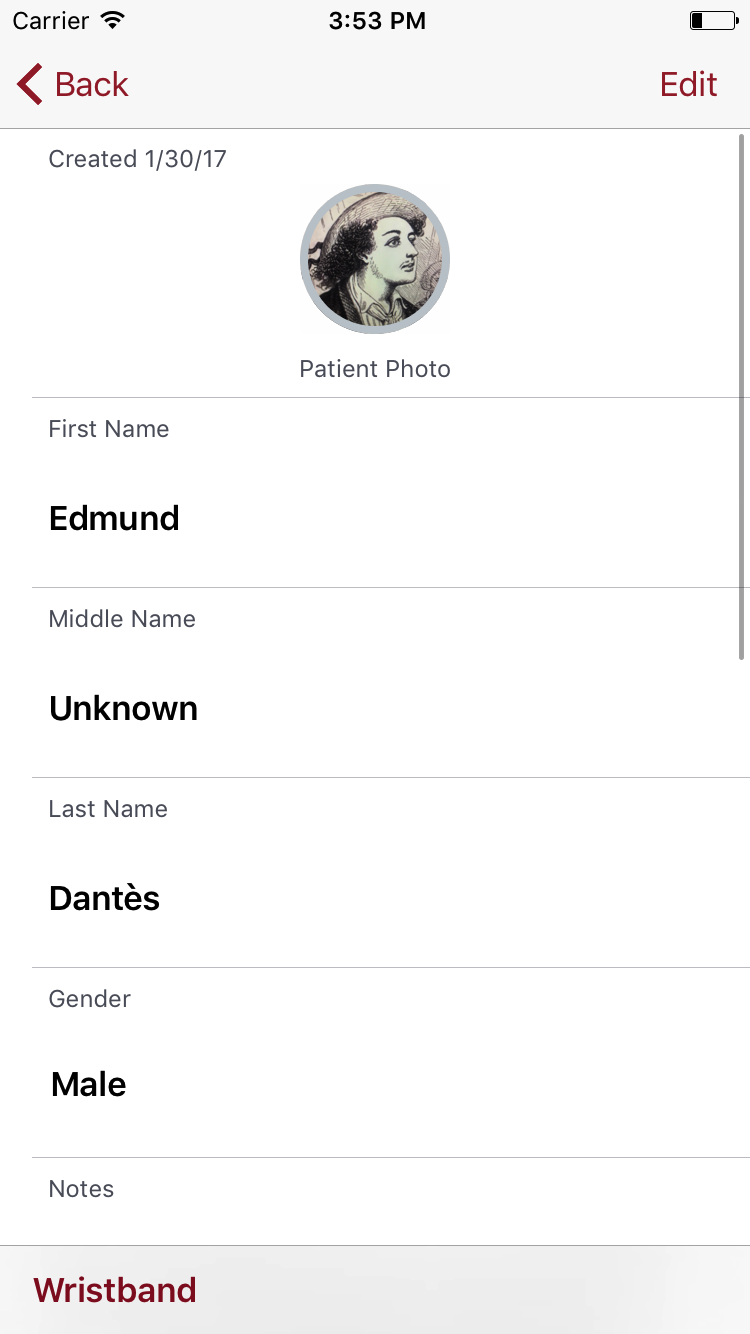 Carrier 3:53 PM
Back Edit
Created 1/30/17
Patient Photo
First Name
Edmund
Middle Name
Unknown
Last Name
Dantès
Gender
Male
Notes
Wristband